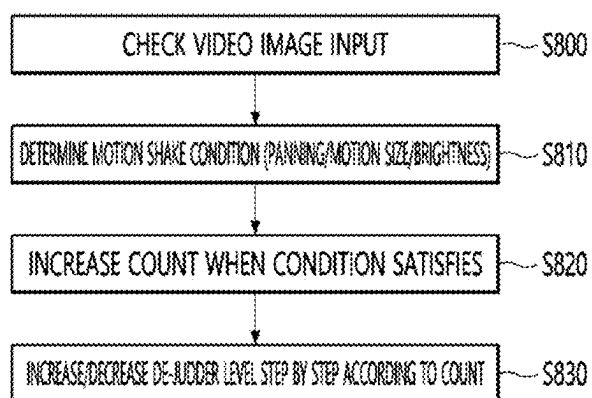 CHECK VIDEO IMAGE INPUT S800
DETERMINE MOTION SHAKE CONDITION (PANNING/MOTION SIZE/BRIGHTNESS) S810
INCREASE COUNT WHEN CONDITION SATISFIES S820
INCREASE/DECREASE DE-JUDDER LEVEL STEP BY STEP ACCORDING TO COUNT S830